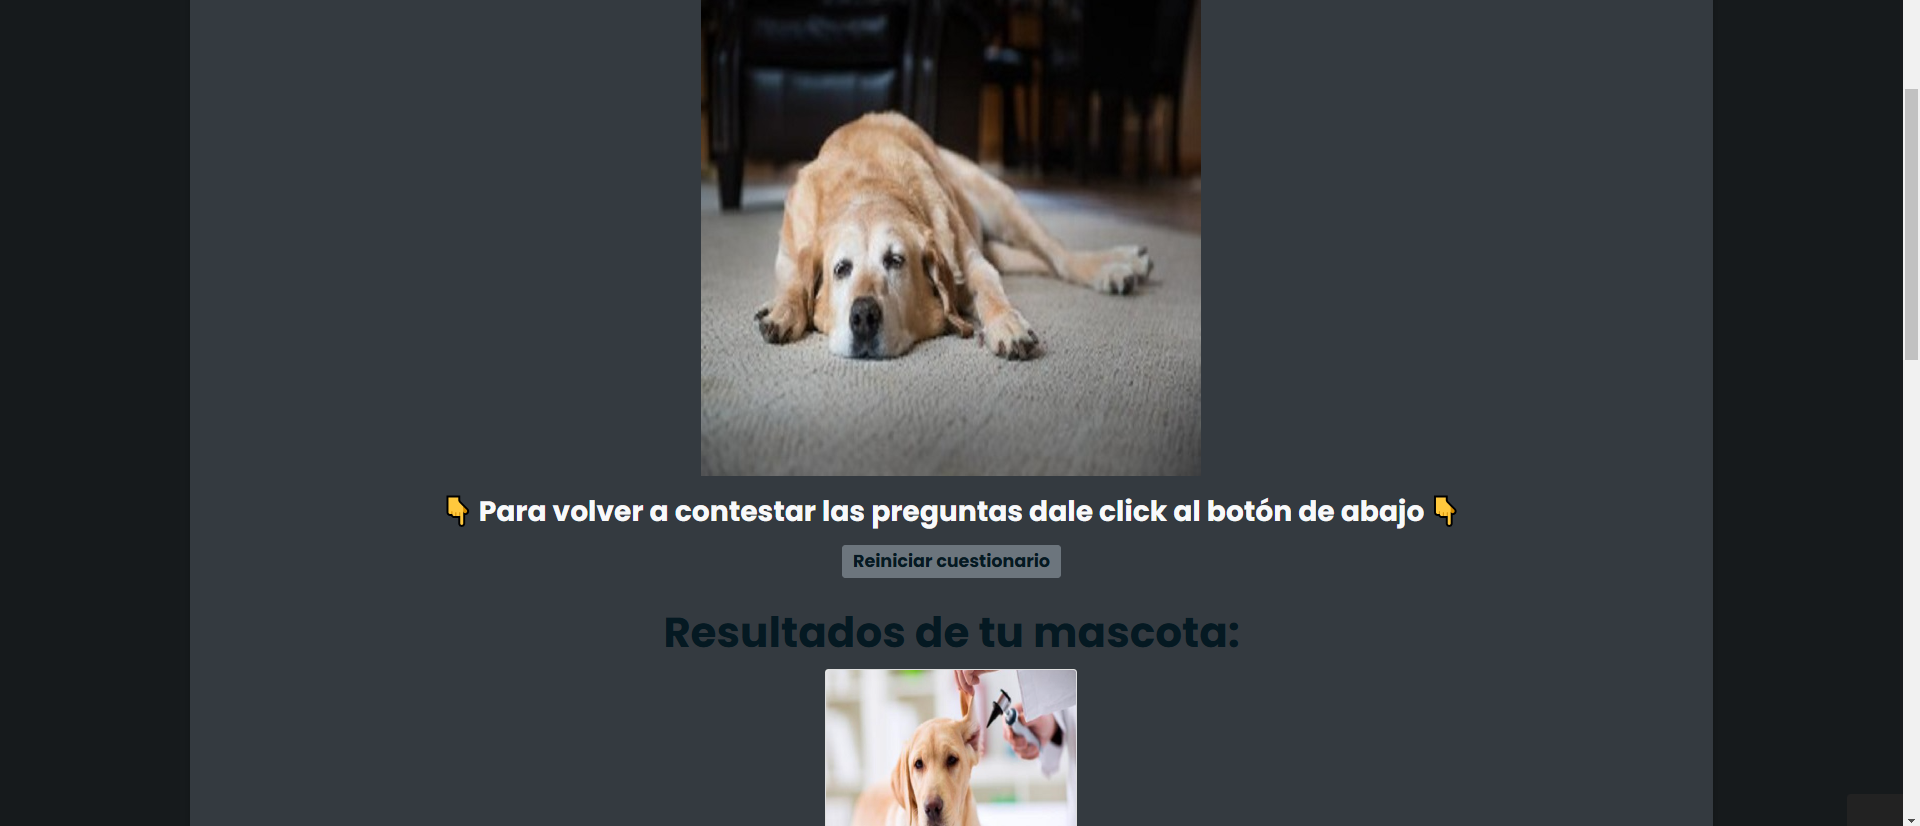 👇 Para volver a contestar las preguntas dale click al botón de abajo 👇
Reiniciar cuestionario
Resultados de tu mascota: